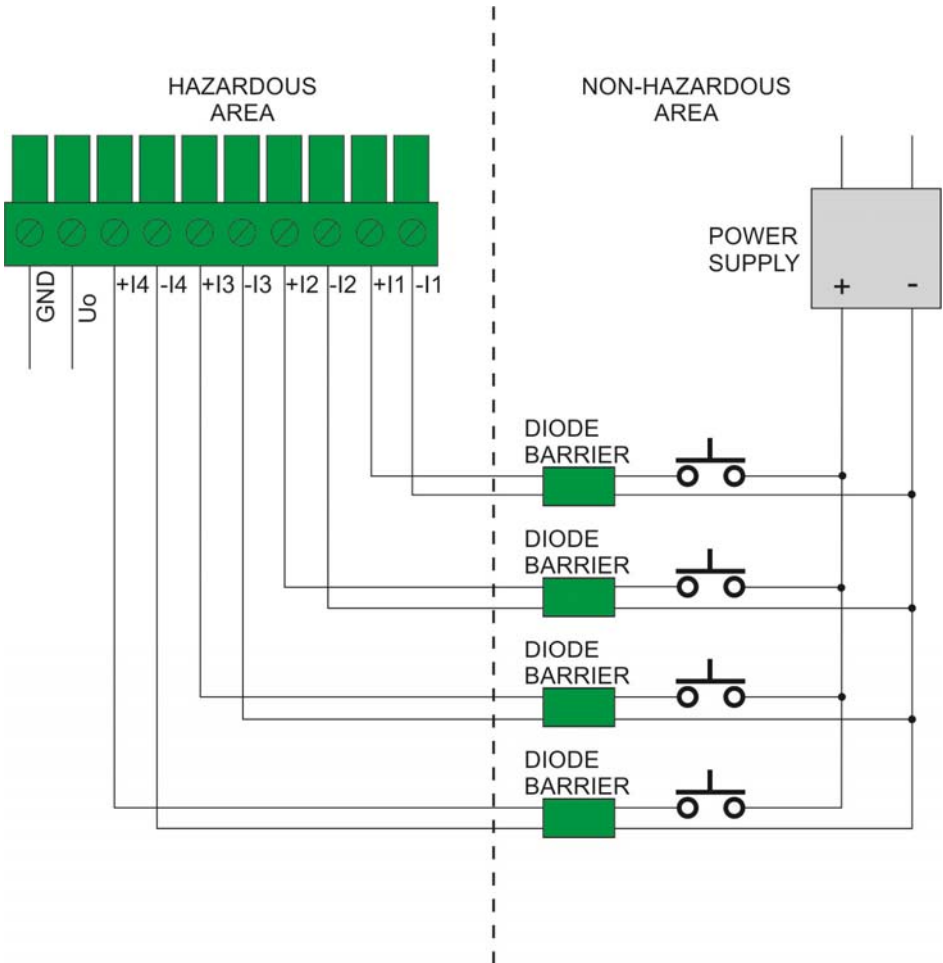 HAZARDOUS
AREA
NON-HAZARDOUS
AREA
POWER
SUPPLY
+ -
GND
Uo
+I4 -I4 +I3 -I3 +I2 -I2 +I1 -I1
DIODE
BARRIER
DIODE
BARRIER
DIODE
BARRIER
DIODE
BARRIER